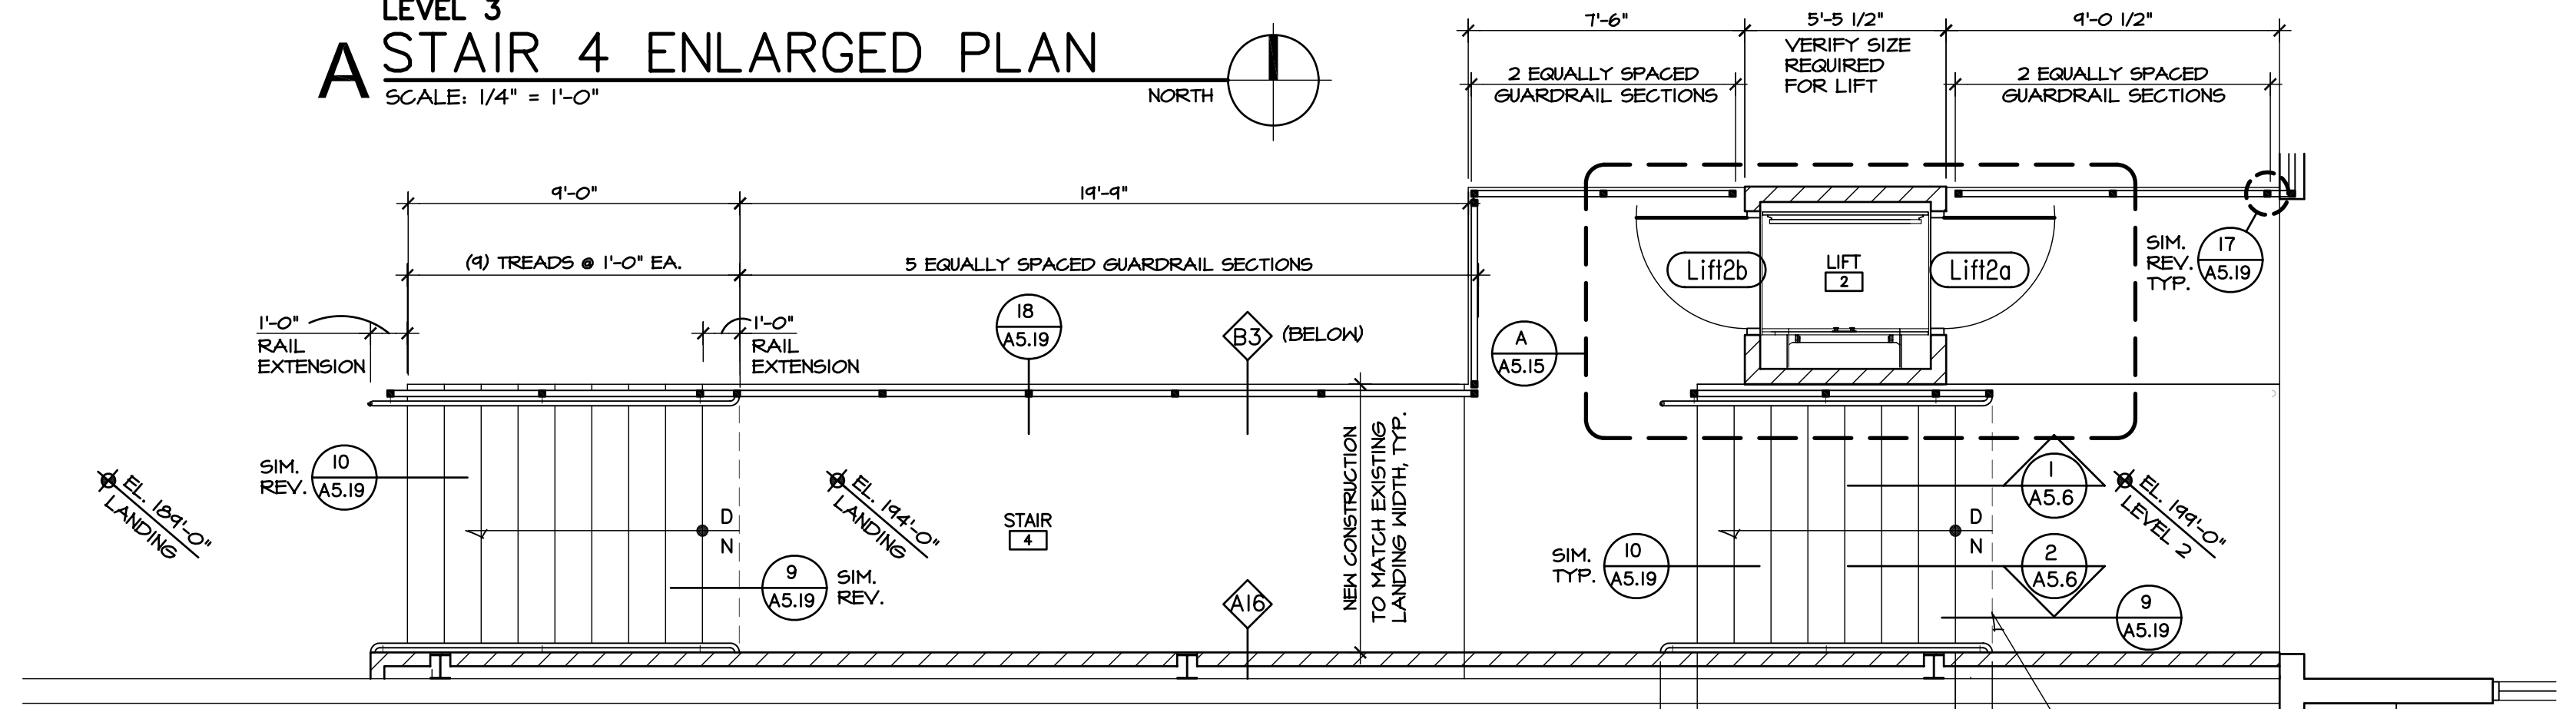 LEVEL 3
A STAIR 4 ENLARGED PLAN
SCALE: 1/4" = 1'-0"
NORTH
7'-6"
5'-5 1/2"
9'-0 1/2"
VERIFY SIZE
REQUIRED
FOR LIFT
2 EQUALLY SPACED
GUARDRAIL SECTIONS
2 EQUALLY SPACED
GUARDRAIL SECTIONS
9'-0"
19'-9"
(9) TREADS @ 1'-0" EA.
5 EQUALLY SPACED GUARDRAIL SECTIONS
1'-0"
RAIL
EXTENSION
1'-0"
RAIL
EXTENSION
18
A5.19
B3 (BELOW)
A
A5.15
Lift2b
LIFT
2
Lift2a
SIM.
REV.
TYP.
17
A5.19
SIM.
REV.
10
A5.19
EL. 189'-0"
LANDING
D
N
EL. 194'-0"
LANDING
STAIR
4
9
A5.19
SIM.
REV.
A16
NEW CONSTRUCTION
TO MATCH EXISTING
LANDING WIDTH, TYP.
SIM.
TYP.
10
A5.19
D
N
1
A5.6
2
A5.6
EL. 199'-0"
LEVEL 2
9
A5.19